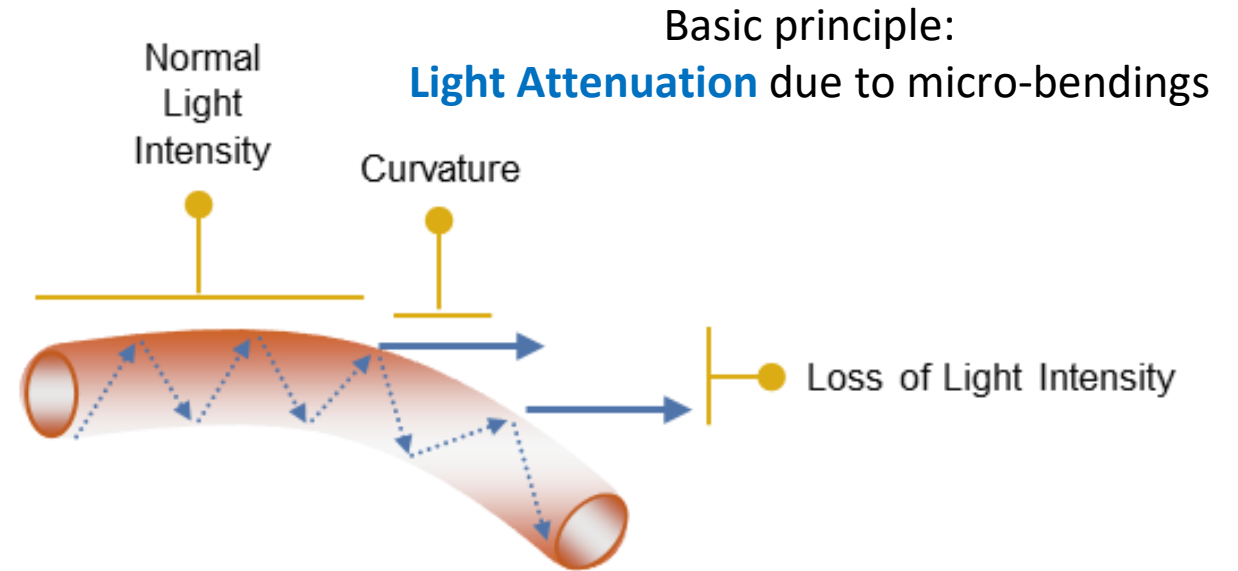 Basic principle:
Light Attenuation due to micro-bendings
Normal
Light
Intensity
Curvature
Loss of Light Intensity